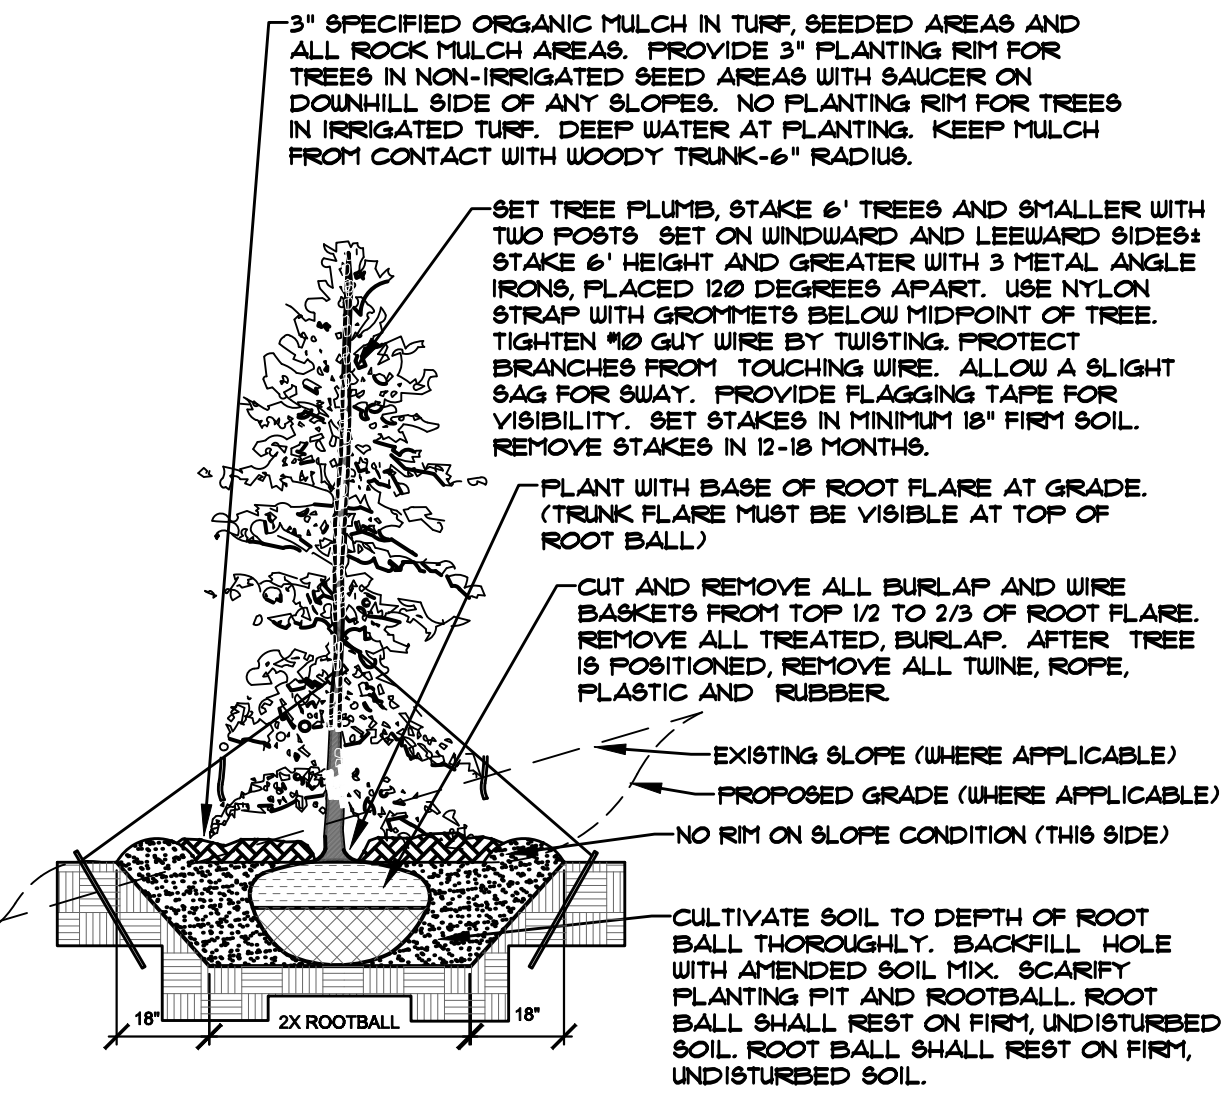 3" SPECIFIED ORGANIC MULCH IN TURF, SEEDED AREAS AND
ALL ROCK MULCH AREAS. PROVIDE 3" PLANTING RIM FOR
TREES IN NON-IRRIGATED SEED AREAS WITH SAUCER ON
DOWNHILL SIDE OF ANY SLOPES. NO PLANTING RIM FOR TREES
IN IRRIGATED TURF. DEEP WATER AT PLANTING. KEEP MULCH
FROM CONTACT WITH WOODY TRUNK-6" RADIUS.
SET TREE PLUMB, STAKE 6' TREES AND SMALLER WITH
TWO POSTS SET ON WINDWARD AND LEEWARD SIDES±
STAKE 6' HEIGHT AND GREATER WITH 3 METAL ANGLE
IRONS, PLACED 120 DEGREES APART. USE NYLON
STRAP WITH GROMMETS BELOW MIDPOINT OF TREE.
TIGHTEN #10 GUY WIRE BY TWISTING. PROTECT
BRANCHES FROM TOUCHING WIRE. ALLOW A SLIGHT
SAG FOR SWAY. PROVIDE FLAGGING TAPE FOR
VISIBILITY. SET STAKES IN MINIMUM 18" FIRM SOIL.
REMOVE STAKES IN 12-18 MONTHS.
PLANT WITH BASE OF ROOT FLARE AT GRADE.
(TRUNK FLARE MUST BE VISIBLE AT TOP OF
ROOT BALL)
CUT AND REMOVE ALL BURLAP AND WIRE
BASKETS FROM TOP 1/2 TO 2/3 OF ROOT FLARE.
REMOVE ALL TREATED, BURLAP. AFTER TREE
IS POSITIONED, REMOVE ALL TWINE, ROPE,
PLASTIC AND RUBBER.
EXISTING SLOPE (WHERE APPLICABLE)
PROPOSED GRADE (WHERE APPLICABLE)
NO RIM ON SLOPE CONDITION (THIS SIDE)
CULTIVATE SOIL TO DEPTH OF ROOT
BALL THOROUGHLY. BACKFILL HOLE
WITH AMENDED SOIL MIX. SCARIFY
PLANTING PIT AND ROOTBALL. ROOT
BALL SHALL REST ON FIRM, UNDISTURBED
SOIL. ROOT BALL SHALL REST ON FIRM,
UNDISTURBED SOIL.
18" 2X ROOTBALL 18"